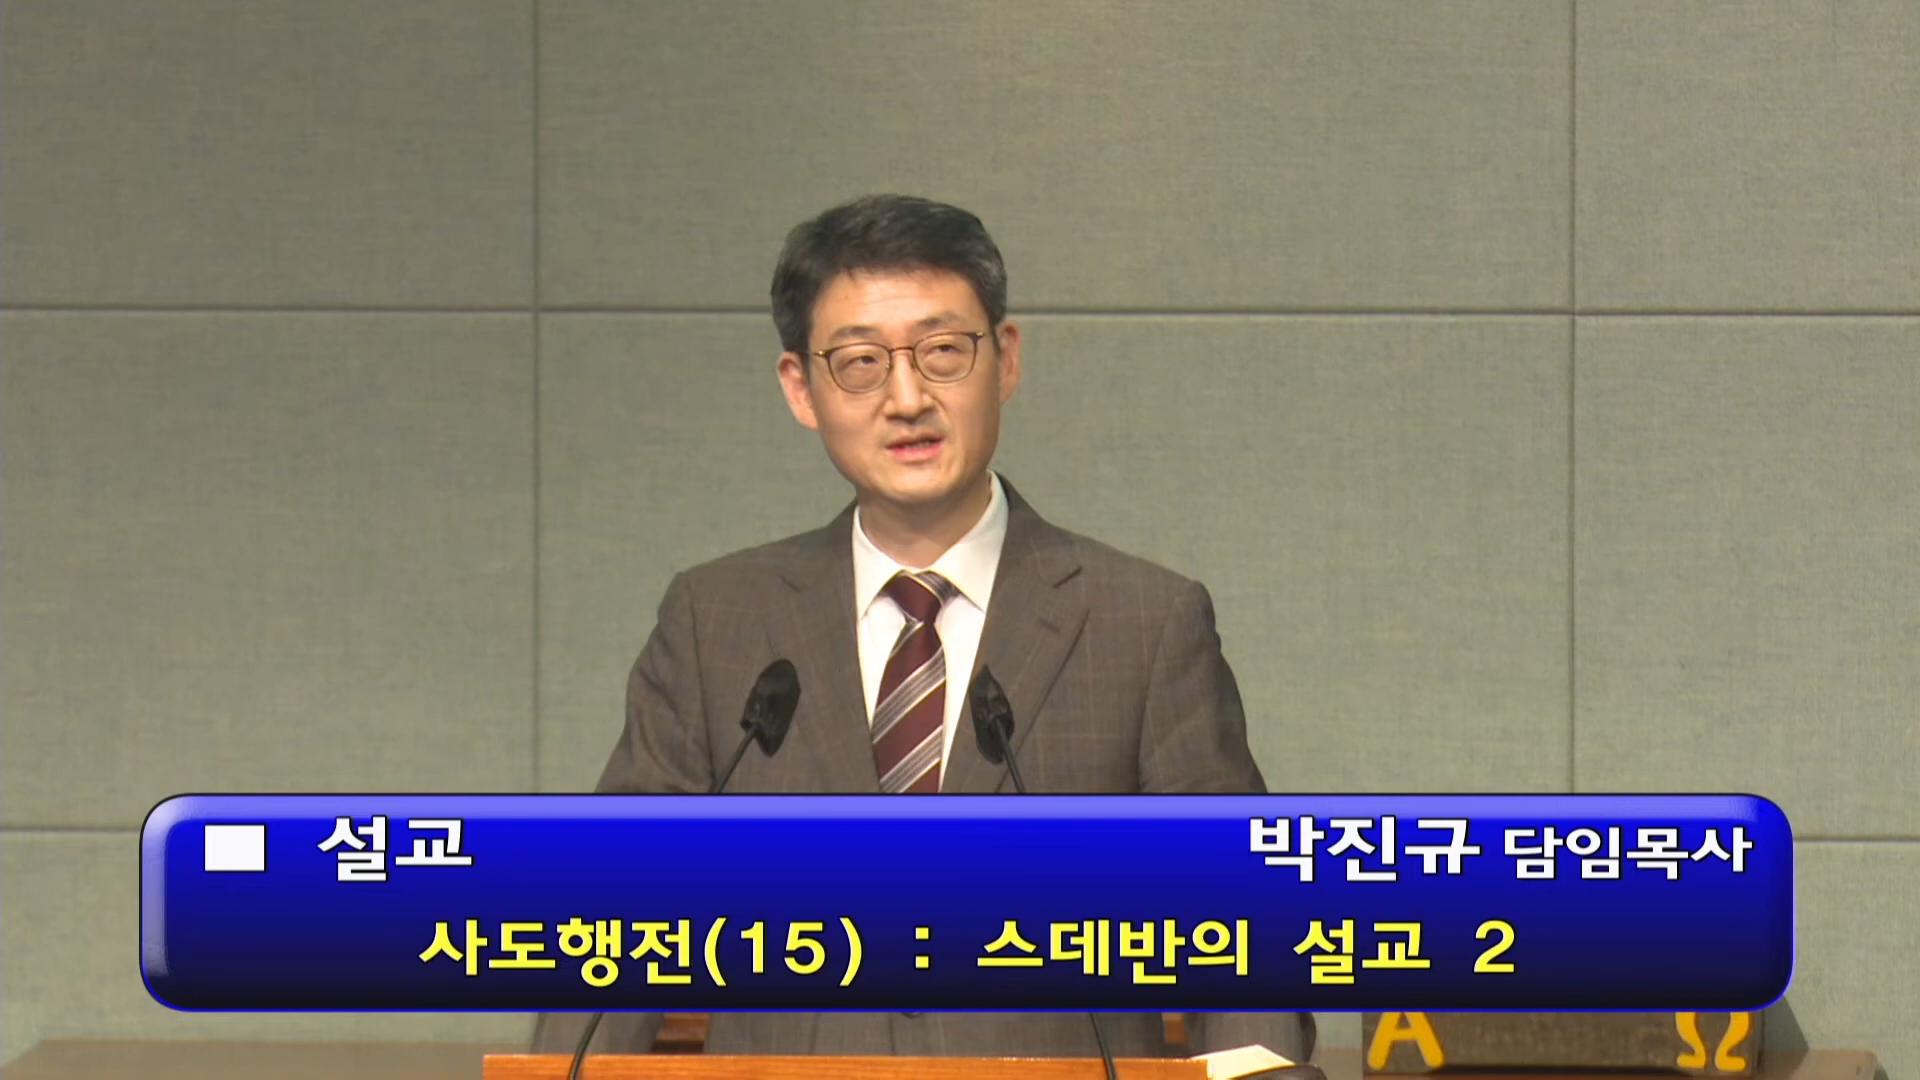 ■ 설교 박진규 담임목사
사도행전(15) : 스데반의 설교 2
Α Ω